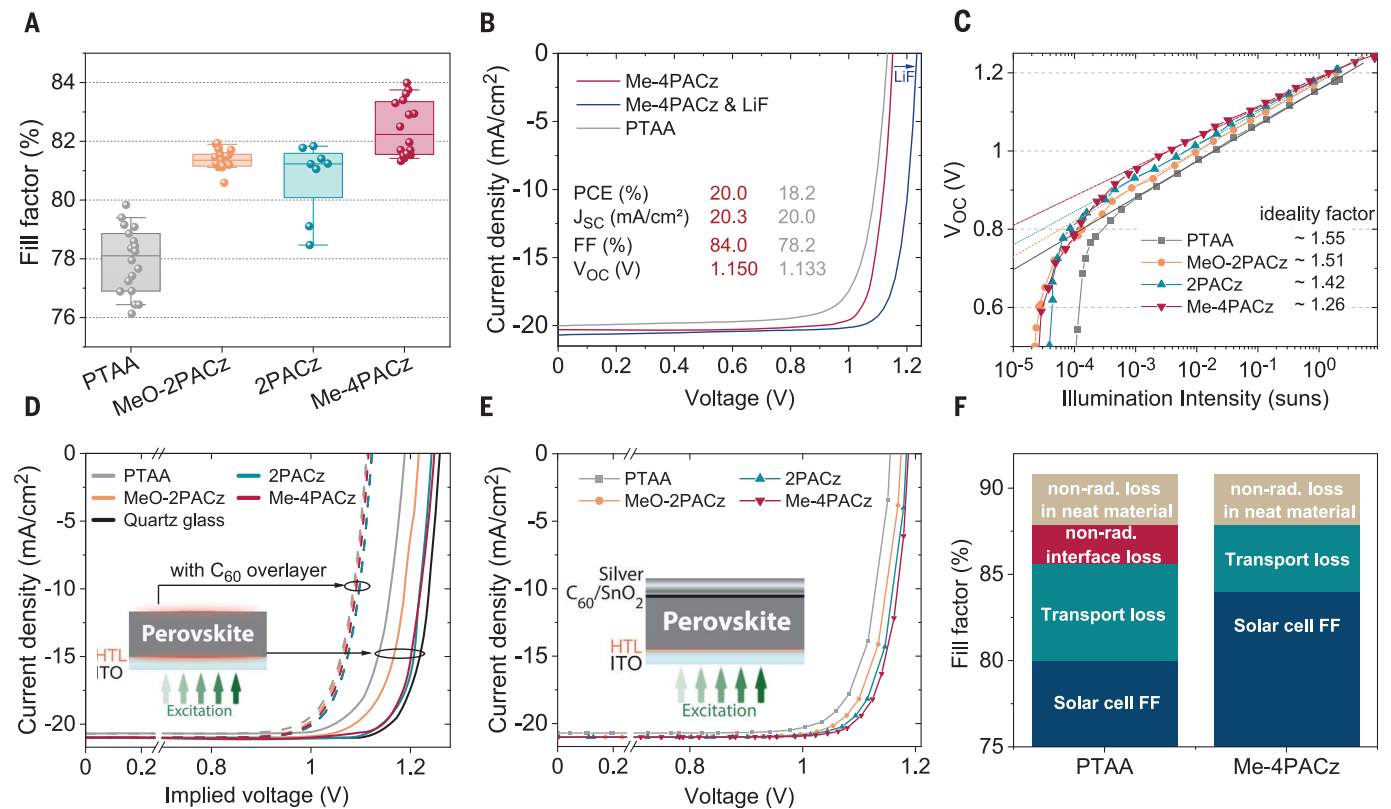 A
Fill factor (%)
84
82
80
78
76
PTAA
MeO-2PACz
2PACz
Me-4PACz
B
Current density (mA/cm²)
0
-5
-10
-15
-20
Me-4PACz
Me-4PACz & LiF
PTAA
LiF
PCE (%) 20.0 18.2
J_SC (mA/cm²) 20.3 20.0
FF (%) 84.0 78.2
V_OC (V) 1.150 1.133
0 0.2 0.4 0.6 0.8 1 1.2
Voltage (V)
C
V_OC (V)
1.2
1.0
0.8
0.6
ideality factor
PTAA ~ 1.55
MeO-2PACz ~ 1.51
2PACz ~ 1.42
Me-4PACz ~ 1.26
10⁻⁵ 10⁻⁴ 10⁻³ 10⁻² 10⁻¹ 10⁰
Illumination Intensity (suns)
D
Current density (mA/cm²)
0
-5
-10
-15
-20
PTAA 2PACz
MeO-2PACz Me-4PACz
Quartz glass
with C₆₀ overlayer
Perovskite
HTL
ITO
Excitation
0 0.2 0.8 1 1.2
Implied voltage (V)
E
Current density (mA/cm²)
0
-5
-10
-15
-20
PTAA 2PACz
MeO-2PACz Me-4PACz
Silver
C₆₀/SnO₂
Perovskite
HTL
ITO
Excitation
0 0.2 0.8 1 1.2
Voltage (V)
F
Fill factor (%)
90
85
80
75
non-rad. loss
in neat material
non-rad.
interface loss
Transport loss
Solar cell FF
non-rad. loss
in neat material
Transport loss
Solar cell FF
PTAA
Me-4PACz